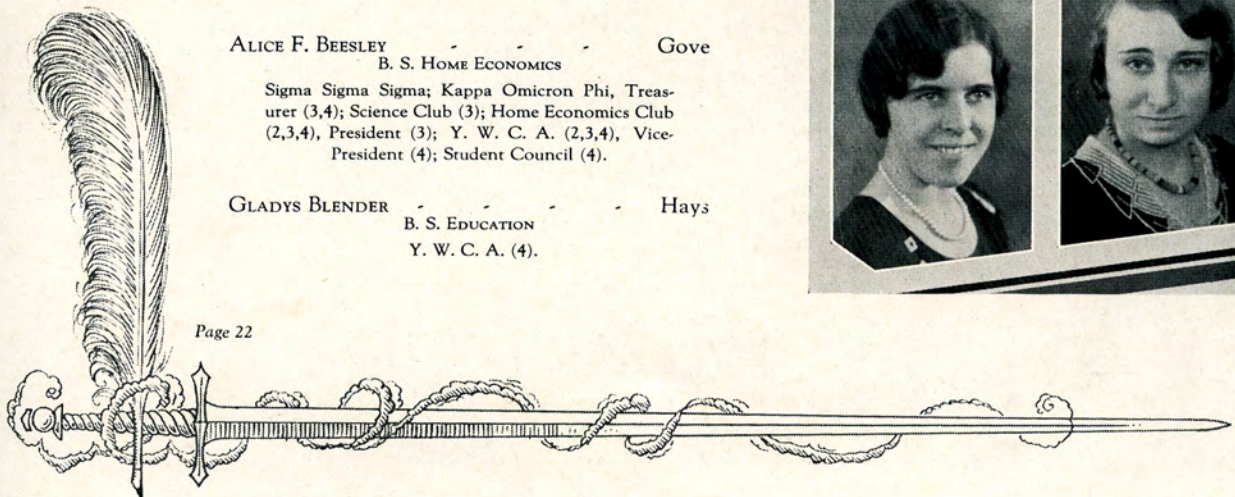 ALICE F. BEESLEY - - - Gove
B. S. HOME ECONOMICS
Sigma Sigma Sigma; Kappa Omicron Phi, Treas-
urer (3,4); Science Club (3); Home Economics Club
(2,3,4), President (3); Y. W. C. A. (2,3,4), Vice-
President (4); Student Council (4).
GLADYS BLENDER - - - - Hays
B. S. EDUCATION
Y. W. C. A. (4).
Page 22